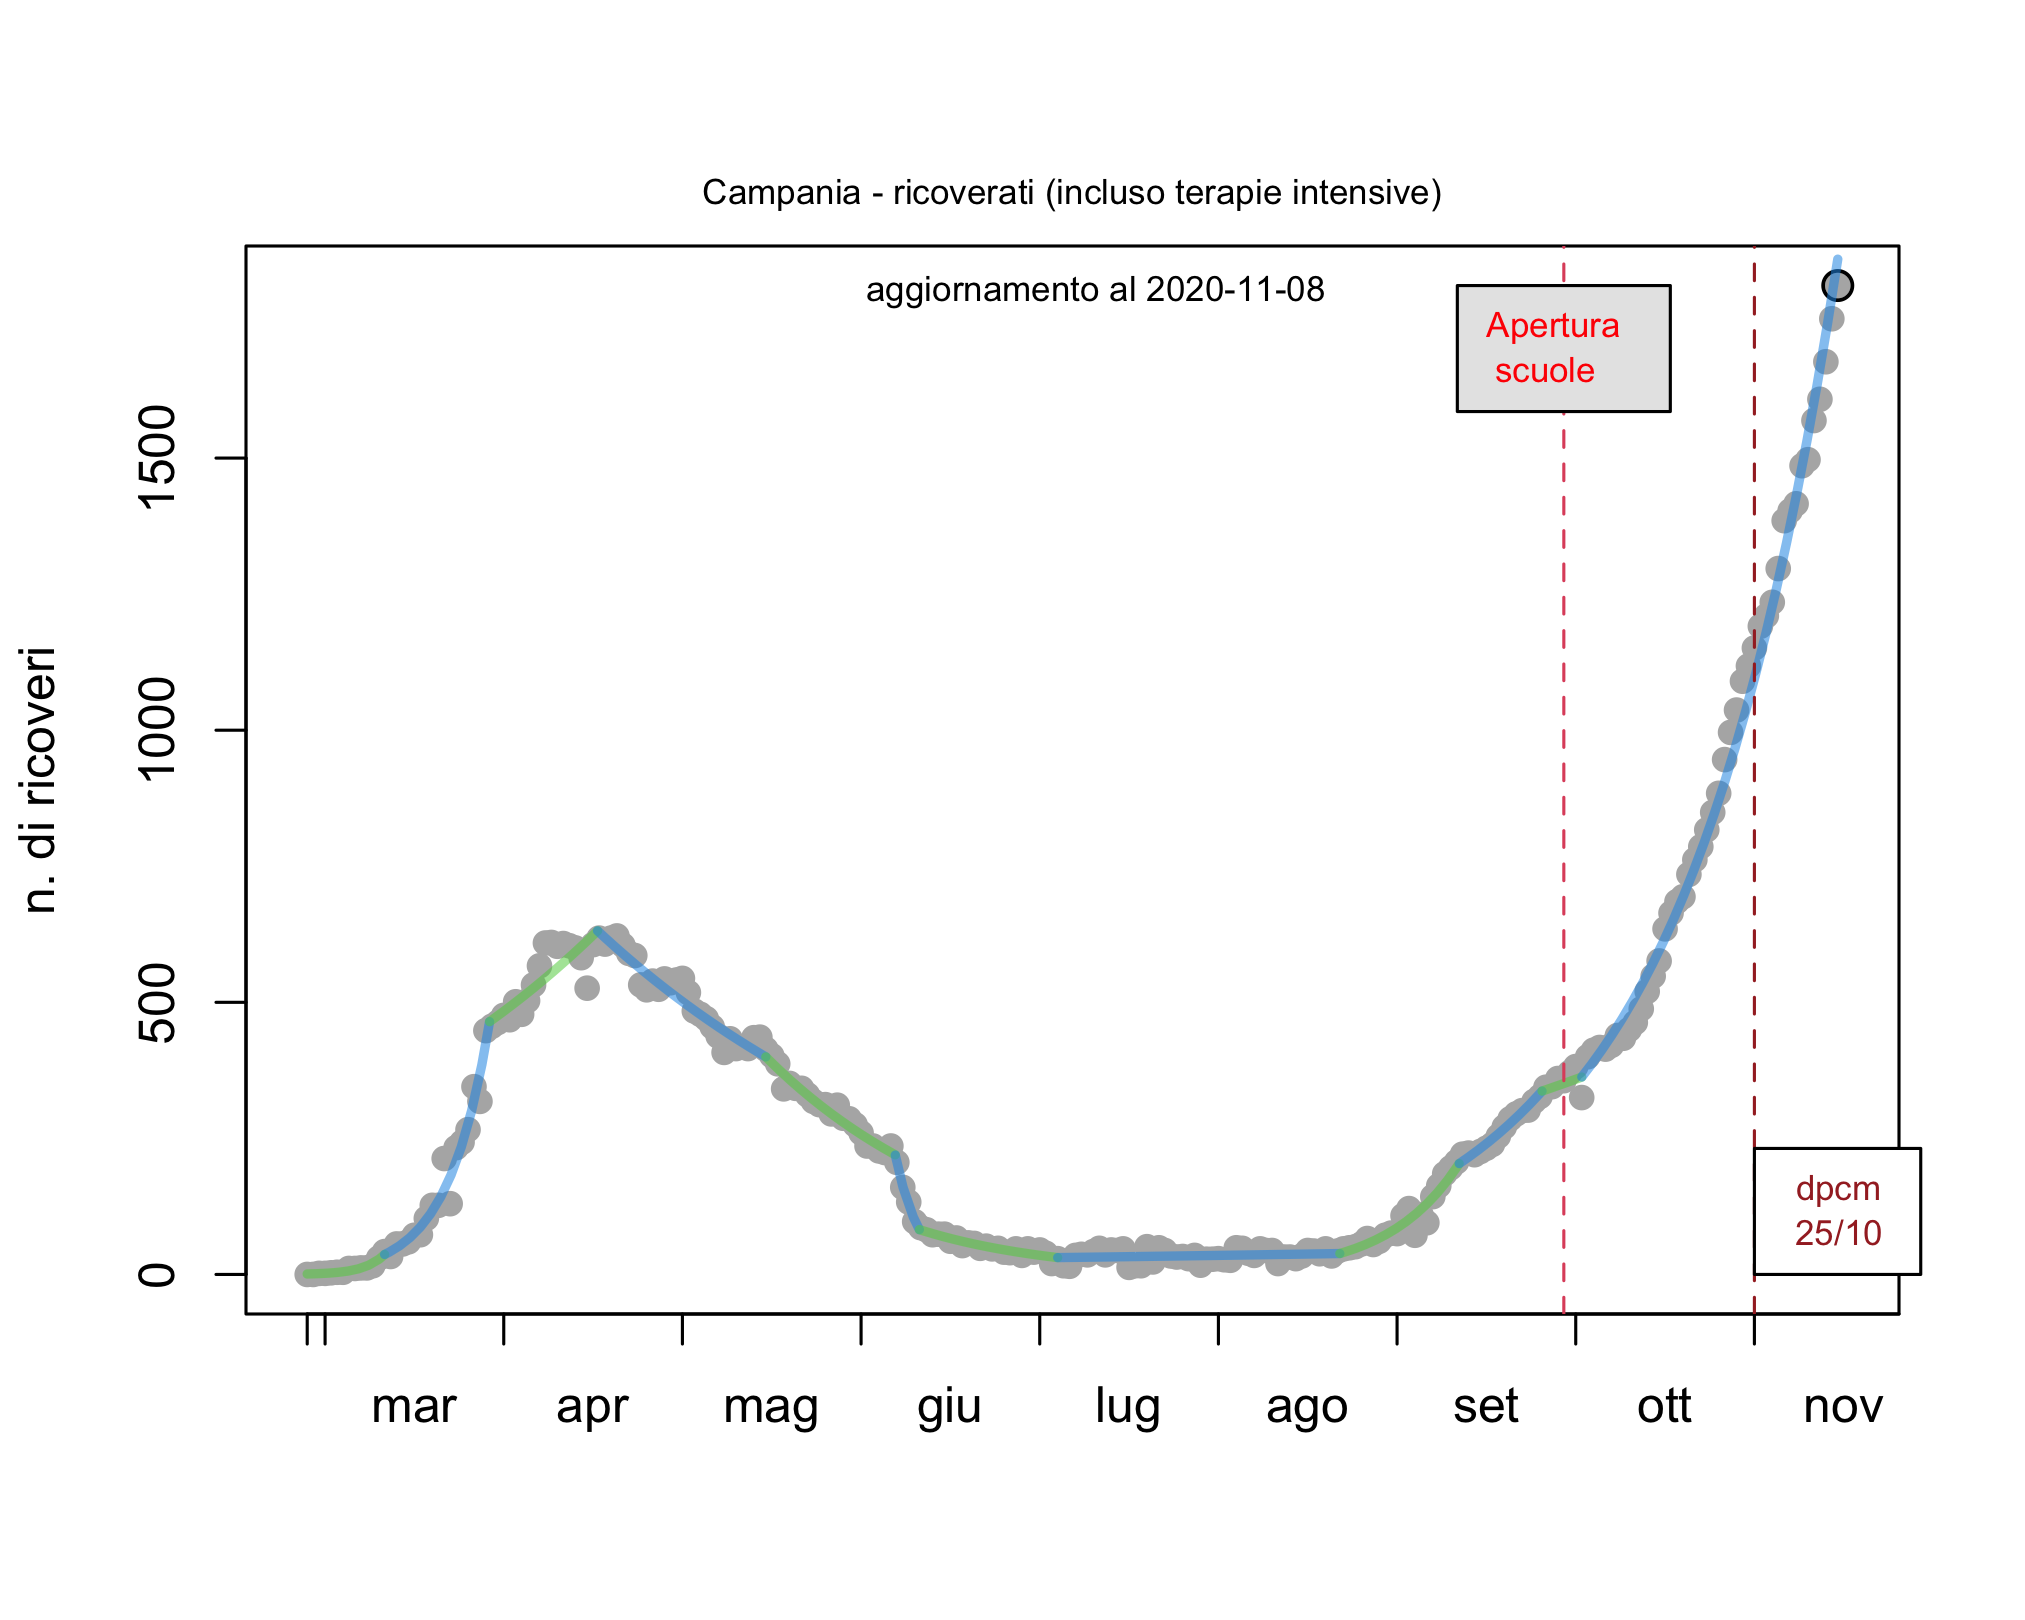 Campania - ricoverati (incluso terapie intensive)
aggiornamento al 2020-11-08
Apertura
scuole
n. di ricoveri
1500
1000
500
0
dpcm
25/10
mar apr mag giu lug ago set ott nov